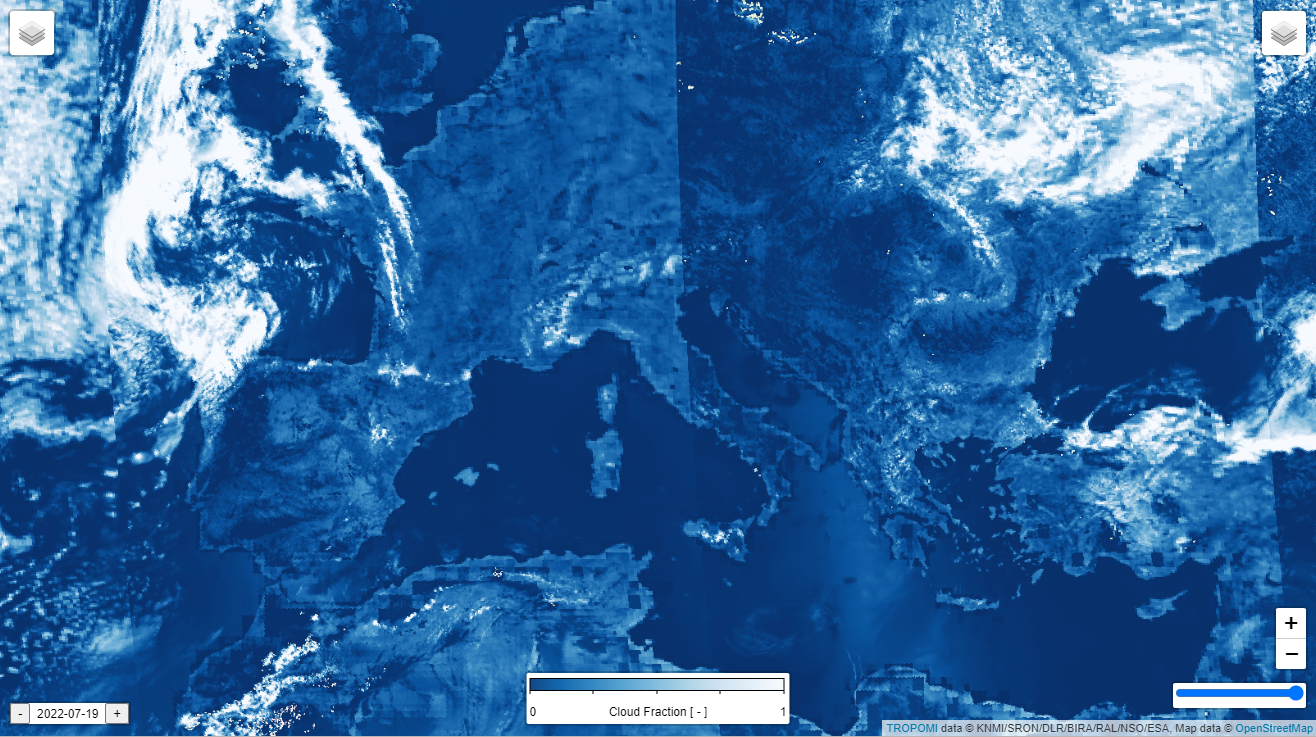 - 2022-07-19 +
0 Cloud Fraction [ - ] 1
+
−
TROPOMI data © KNMI/SRON/DLR/BIRA/RAL/NSO/ESA, Map data © OpenStreetMap